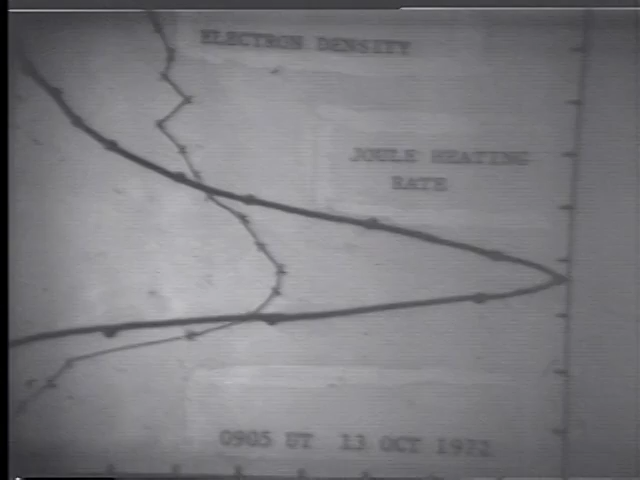 ELECTRON DENSITY
JOULE HEATING
RATE
0905 UT 13 OCT 1972